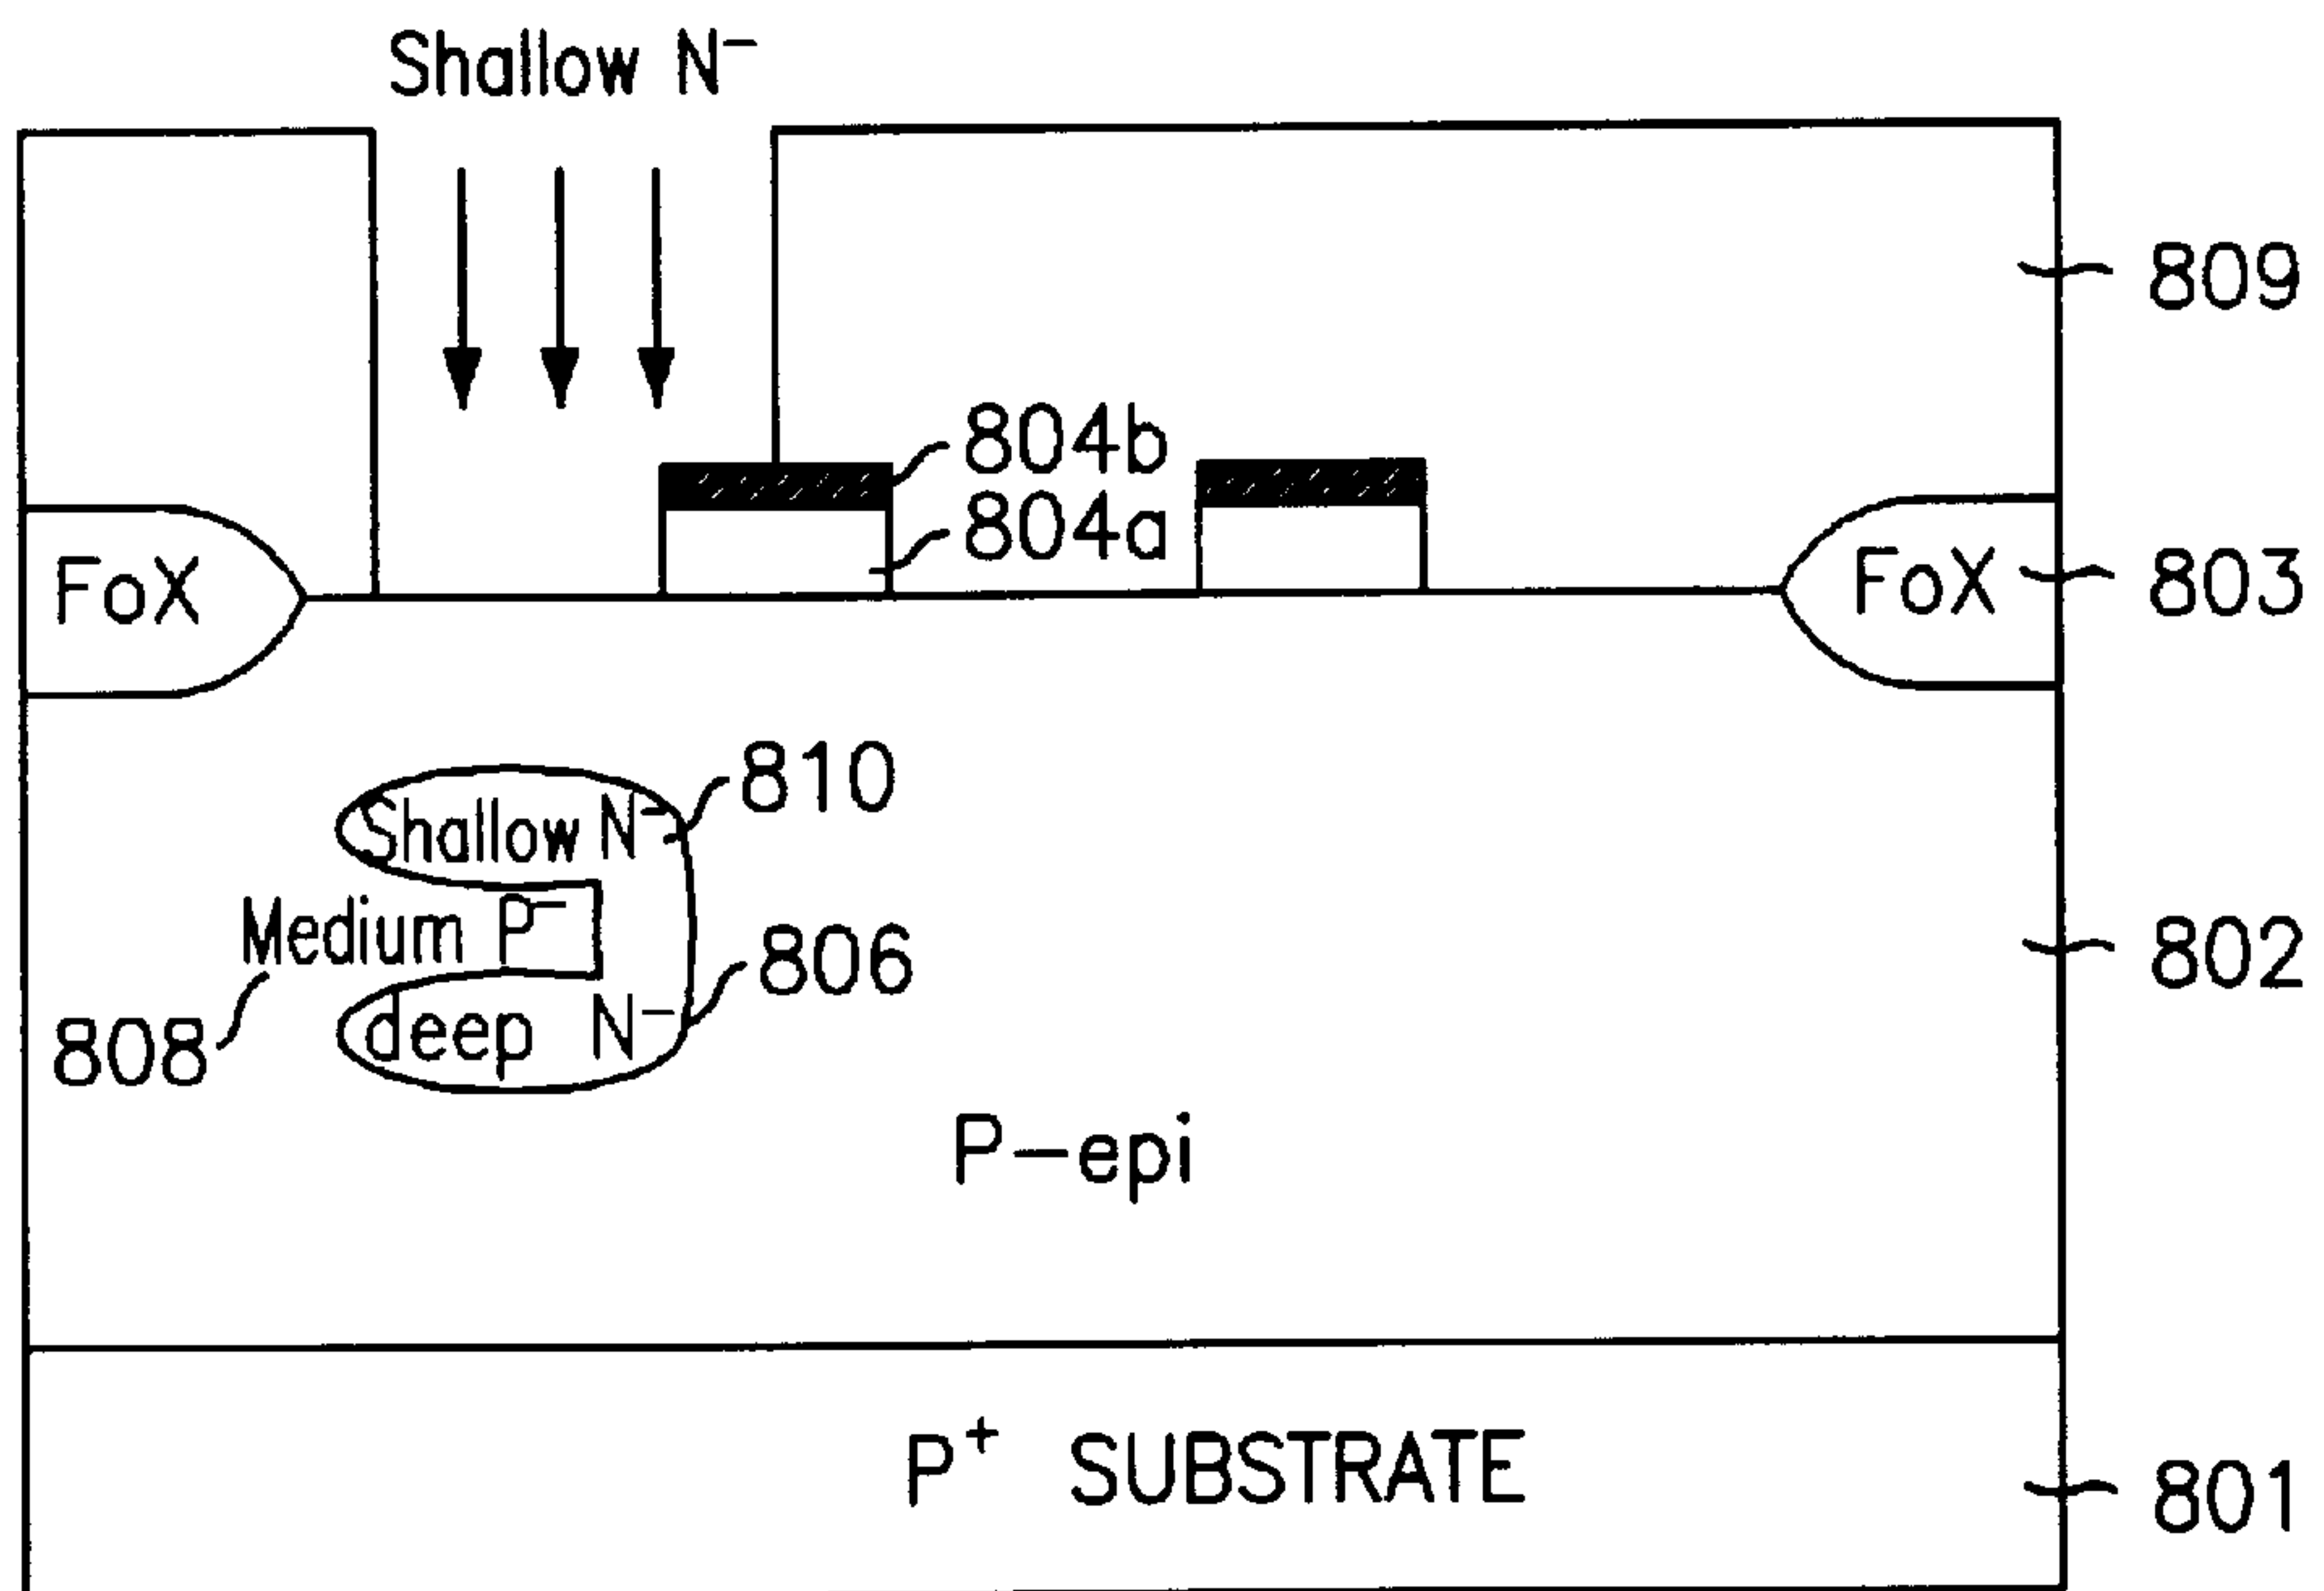 Shallow N⁻
809
804b
804a
FoX
FoX
803
810
Shallow N⁻
Medium P⁻
806
802
deep N⁻
808
P-epi
P⁺ SUBSTRATE
801